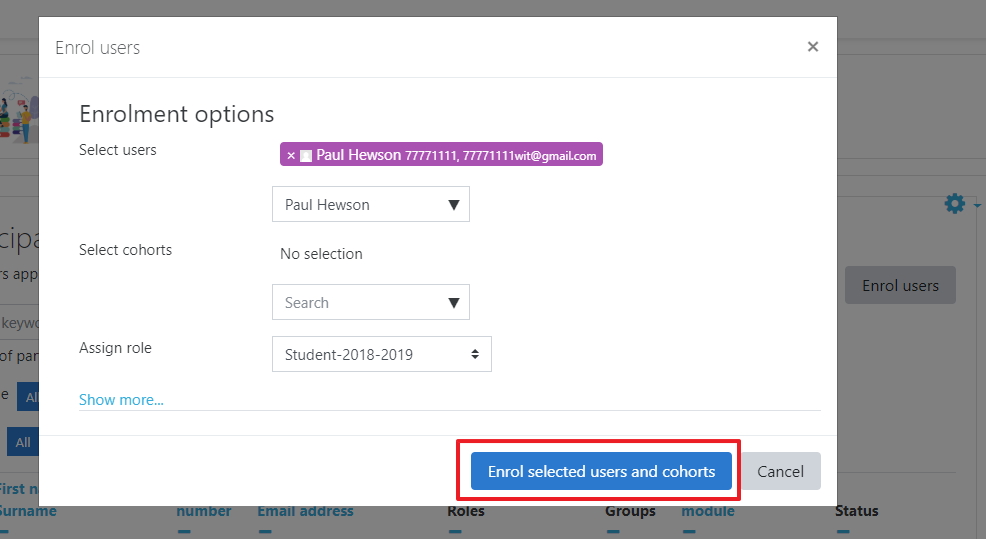 Enrol users
×
Enrolment options
Select users
× Paul Hewson 77771111, 77771111wit@gmail.com
Paul Hewson ▼
Select cohorts
No selection
Search ▼
Assign role
Student-2018-2019
Show more...
Enrol selected users and cohorts
Cancel
cipa
rs app
Enrol users
keywo
of par
e
All
All
First n
Surname
number
Email address
Roles
Groups
module
Status